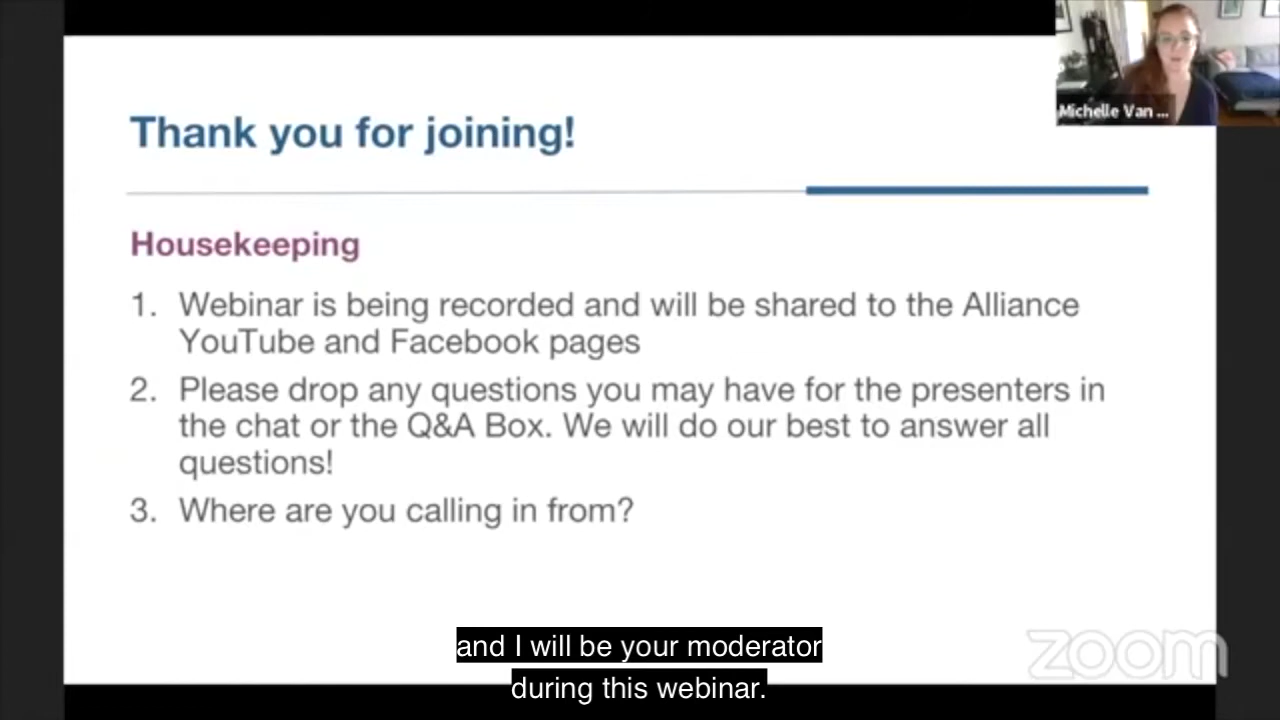 Michelle Van ...
Thank you for joining!
Housekeeping
1. Webinar is being recorded and will be shared to the Alliance
YouTube and Facebook pages
2. Please drop any questions you may have for the presenters in
the chat or the Q&A Box. We will do our best to answer all
questions!
3. Where are you calling in from?
and I will be your moderator
during this webinar.
zoom